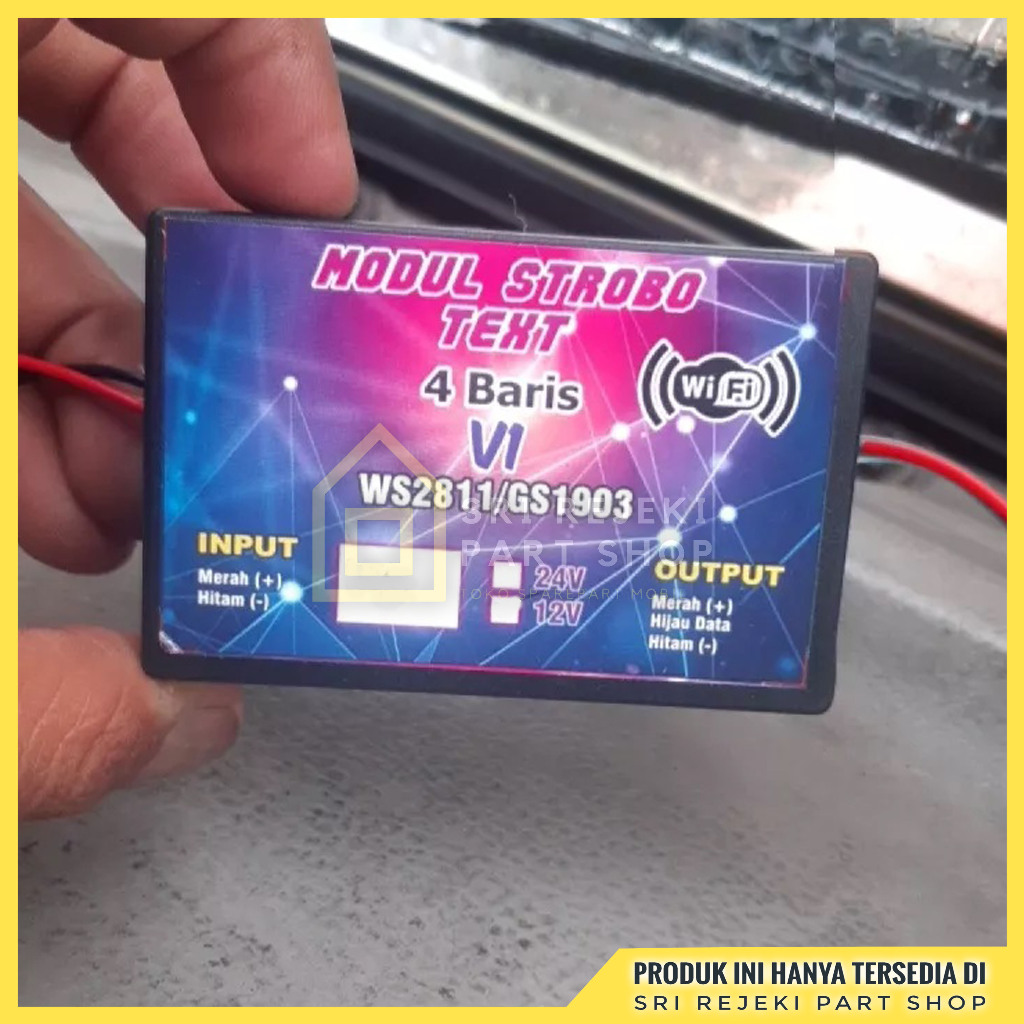 MODUL STROBO
TEXT
4 Baris
Wi Fi
V1
WS2811/GS1903
SRI REJEKI
PART SHOP
INPUT
Merah (+)
Hitam (-)
24V
12V
OUTPUT
Merah (+)
Hijau Data
Hitam (-)
PRODUK INI HANYA TERSEDIA DI
SRI REJEKI PART SHOP